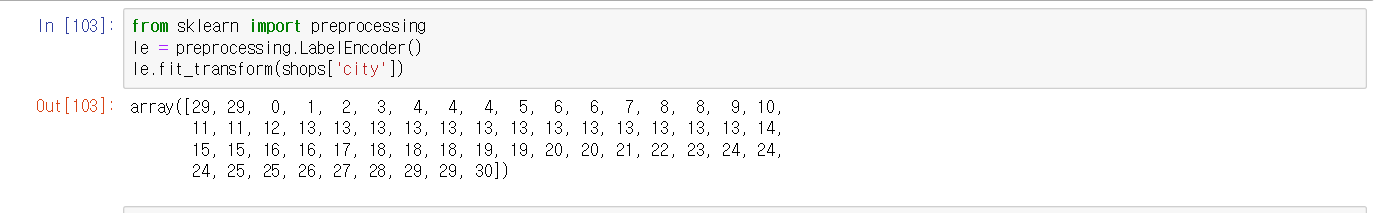 In [103]: from sklearn import preprocessing
le = preprocessing.LabelEncoder()
le.fit_transform(shops['city'])
Out[103]: array([29, 29, 0, 1, 2, 3, 4, 4, 4, 5, 6, 6, 7, 8, 8, 9, 10,
11, 11, 12, 13, 13, 13, 13, 13, 13, 13, 13, 13, 13, 13, 13, 13, 14,
15, 15, 16, 16, 17, 18, 18, 18, 19, 19, 20, 20, 21, 22, 23, 24, 24,
24, 25, 25, 26, 27, 28, 29, 29, 30])